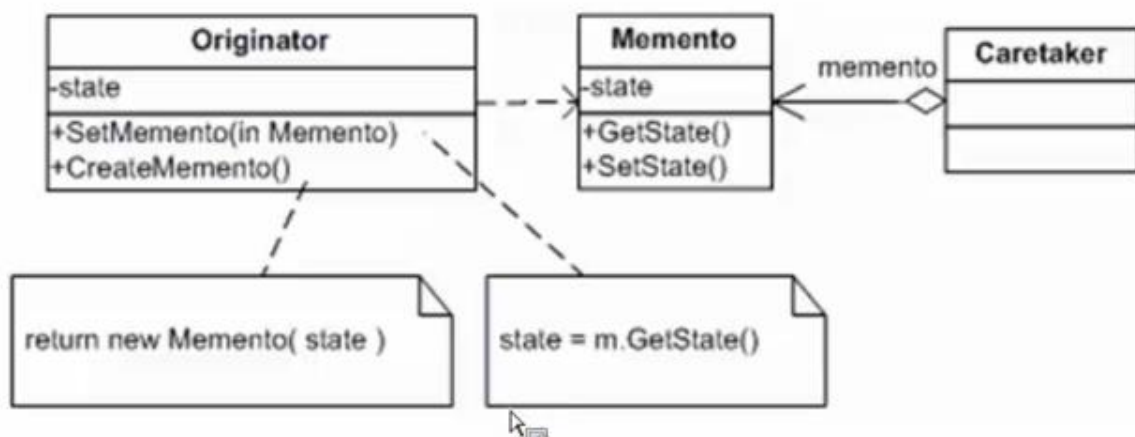 Originator
-state
+SetMemento(in Memento)
+CreateMemento()
Memento
-state
+GetState()
+SetState()
memento
Caretaker
return new Memento( state )
state = m.GetState()